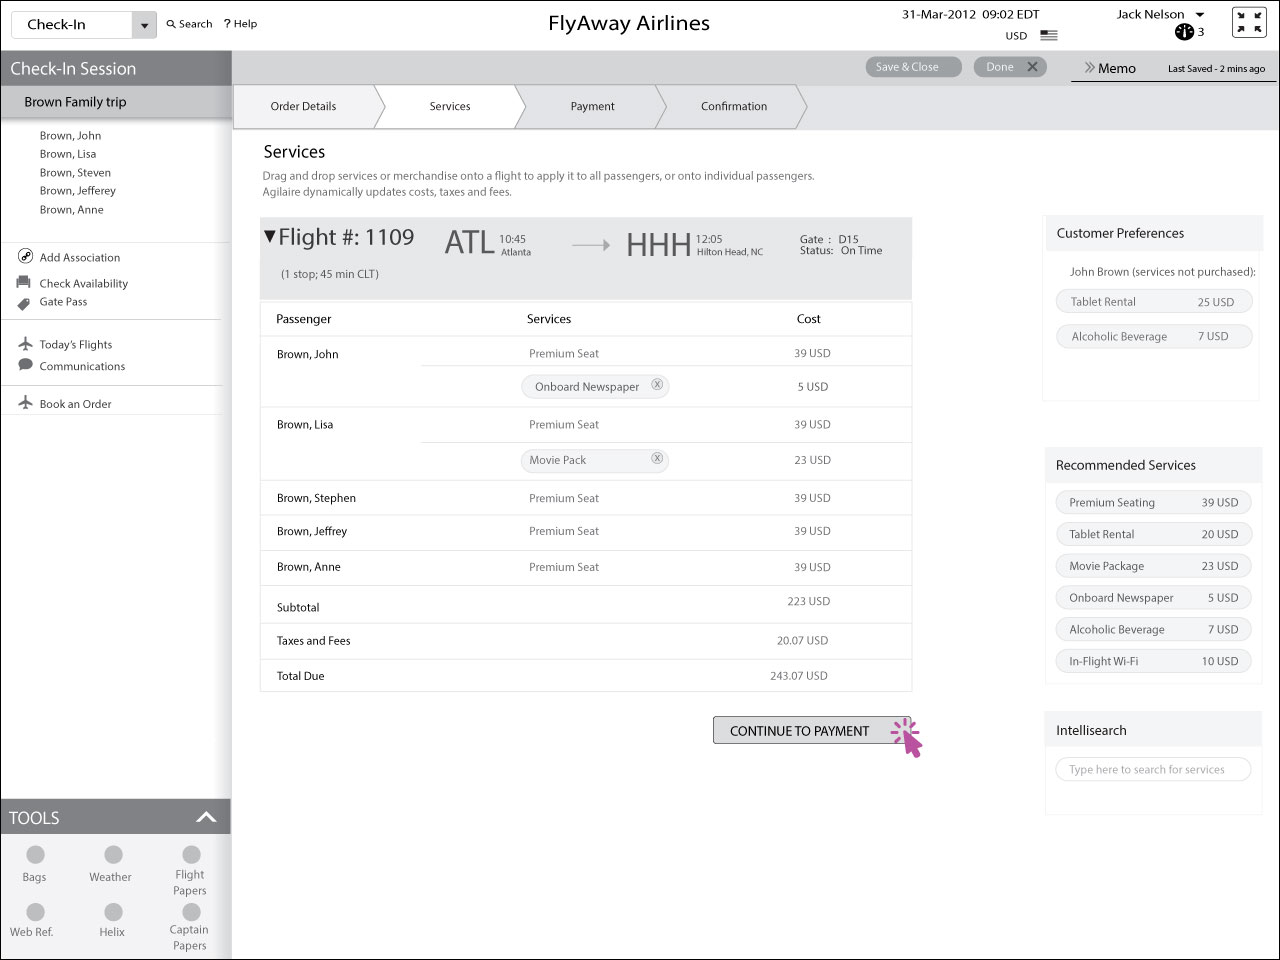 Check-In
Search
? Help
FlyAway Airlines
31-Mar-2012 09:02 EDT
USD
Jack Nelson
3
Check-In Session
Save & Close
Done
Memo
Last Saved - 2 mins ago
Brown Family trip
Order Details
Services
Payment
Confirmation
Brown, John
Brown, Lisa
Brown, Steven
Brown, Jefferey
Brown, Anne
Add Association
Check Availability
Gate Pass
Today's Flights
Communications
Book an Order
Services
Drag and drop services or merchandise onto a flight to apply it to all passengers, or onto individual passengers.
Agilaire dynamically updates costs, taxes and fees.
Flight #: 1109
(1 stop; 45 min CLT)
ATL
10:45
Atlanta
HHH
12:05
Hilton Head, NC
Gate : D15
Status: On Time
Passenger Services Cost
Brown, John Premium Seat 39 USD
Onboard Newspaper X 5 USD
Brown, Lisa Premium Seat 39 USD
Movie Pack X 23 USD
Brown, Stephen Premium Seat 39 USD
Brown, Jeffrey Premium Seat 39 USD
Brown, Anne Premium Seat 39 USD
Subtotal 223 USD
Taxes and Fees 20.07 USD
Total Due 243.07 USD
CONTINUE TO PAYMENT
Customer Preferences
John Brown (services not purchased):
Tablet Rental 25 USD
Alcoholic Beverage 7 USD
Recommended Services
Premium Seating 39 USD
Tablet Rental 20 USD
Movie Package 23 USD
Onboard Newspaper 5 USD
Alcoholic Beverage 7 USD
In-Flight Wi-Fi 10 USD
Intellisearch
Type here to search for services
TOOLS
Bags
Weather
Flight
Papers
Web Ref.
Helix
Captain
Papers